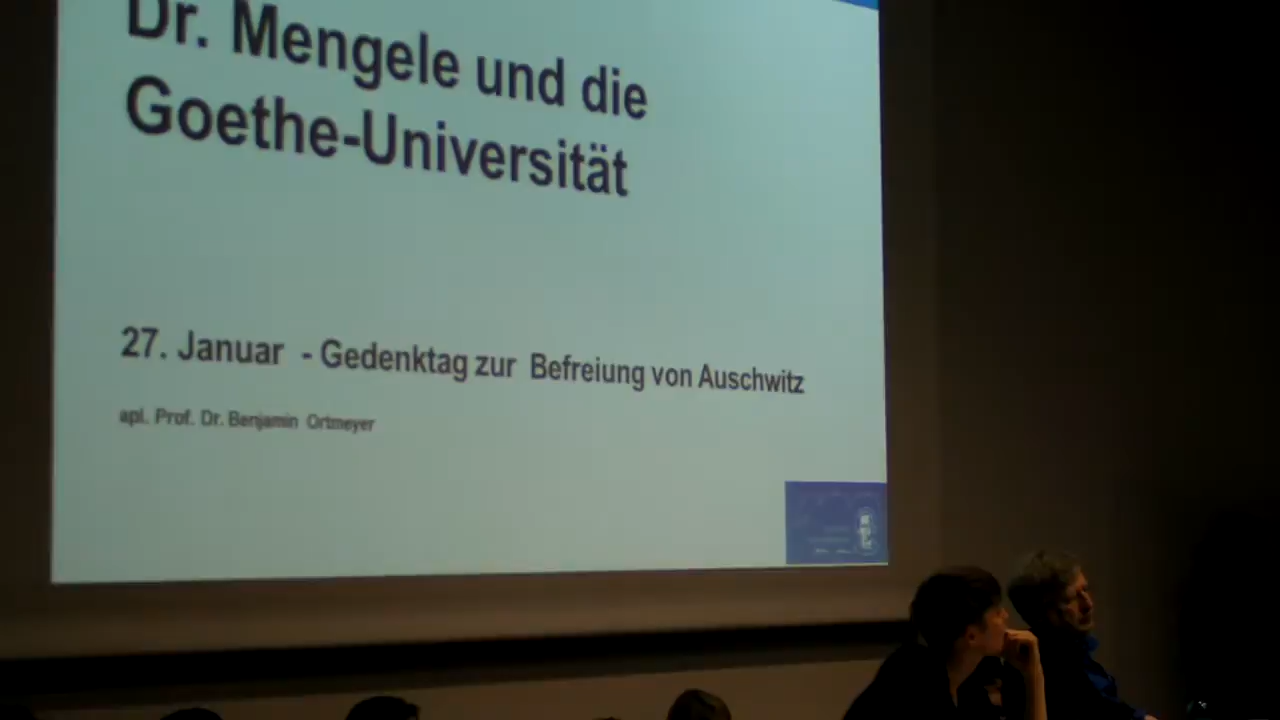 Dr. Mengele und die
Goethe-Universität
27. Januar - Gedenktag zur Befreiung von Auschwitz
apl. Prof. Dr. Benjamin Ortmeyer